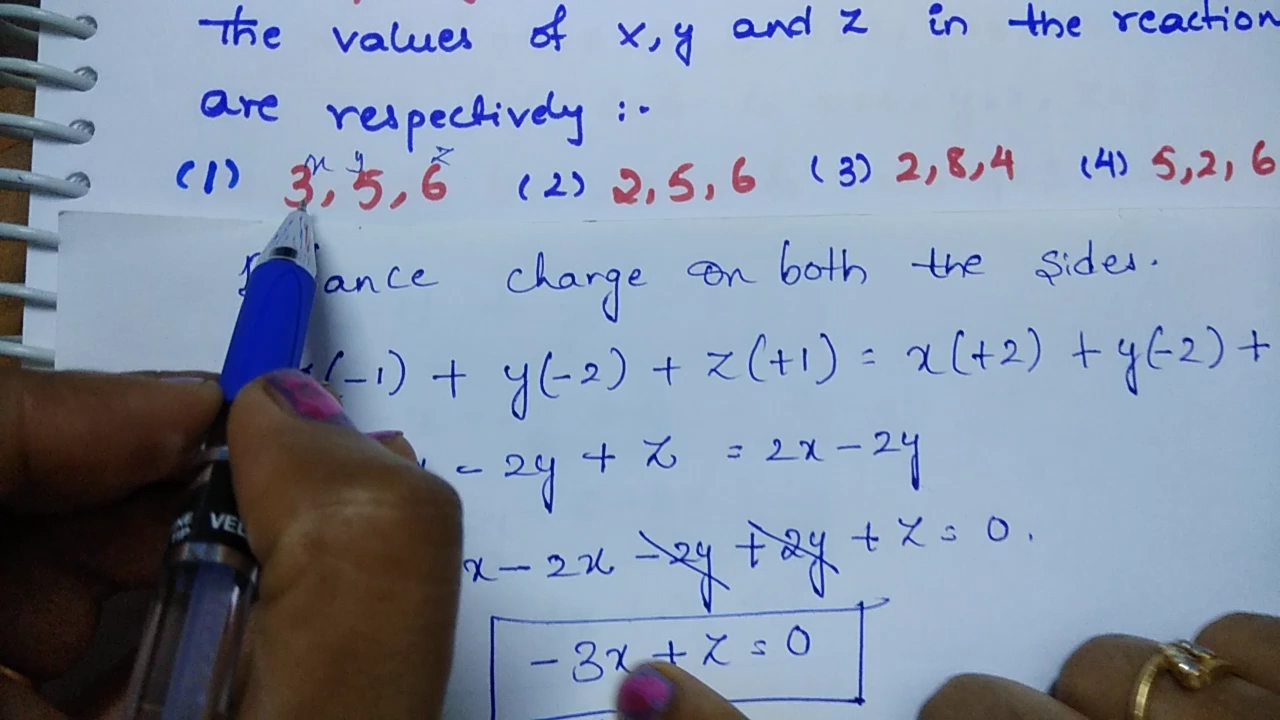 The values of x, y and z in the reaction
are respectively :-
x y z
(1) 3, 5, 6 (2) 2, 5, 6 (3) 2, 8, 4 (4) 5, 2, 6
charge on both the sides.
(-1) + y(-2) + z(+1) = x(+2) + y(-2) +
- 2y + z = 2x - 2y
x - 2x - 2y + 2y + z = 0.
- 3x + z = 0